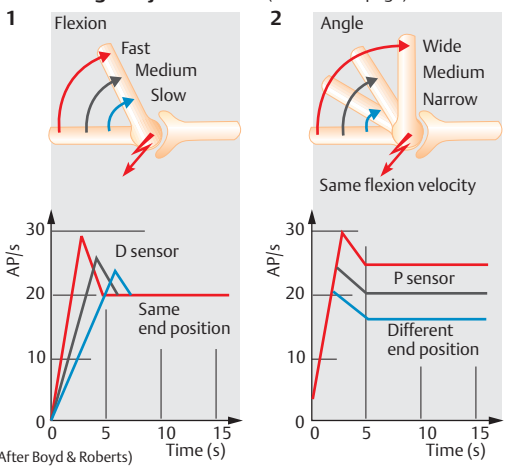 1
Flexion
Fast
Medium
Slow
30
20
10
0
AP/s
D sensor
Same
end position
0
5
10
15
Time (s)
After Boyd & Roberts)
2
Angle
Wide
Medium
Narrow
Same flexion velocity
30
20
10
0
AP/s
P sensor
Different
end position
0
5
10
15
Time (s)